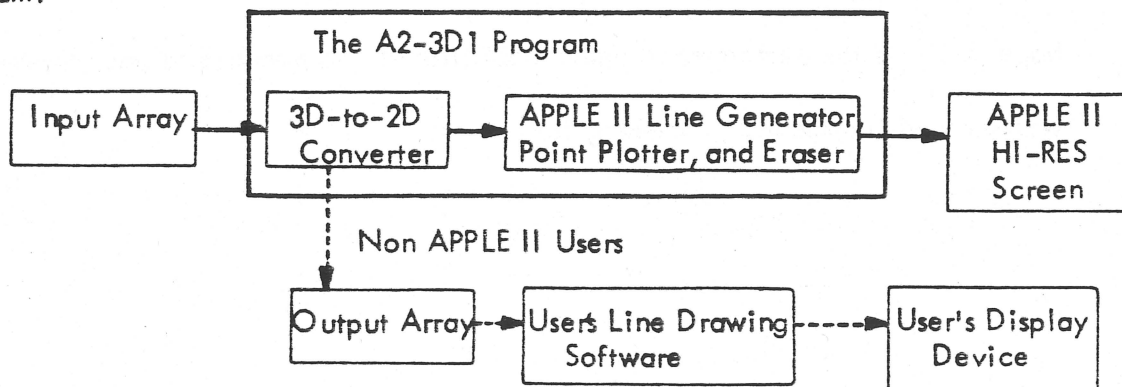 The A2-3D1 Program
Input Array
3D-to-2D
Converter
APPLE II Line Generator,
Point Plotter, and Eraser
APPLE II
HI-RES
Screen
Non APPLE II Users
Output Array
User's Line Drawing
Software
User's Display
Device